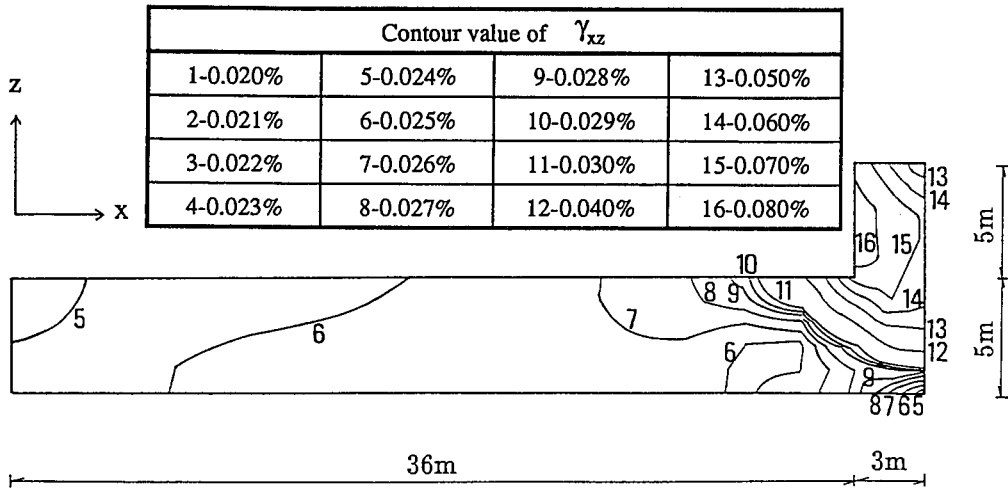 Contour value of γxz
1-0.020% 5-0.024% 9-0.028% 13-0.050%
2-0.021% 6-0.025% 10-0.029% 14-0.060%
3-0.022% 7-0.026% 11-0.030% 15-0.070%
4-0.023% 8-0.027% 12-0.040% 16-0.080%
z
x
13
14
16 15
5m
10
5 6 7 8 9 11 14
13
12
5m
6
9
8765
36m 3m